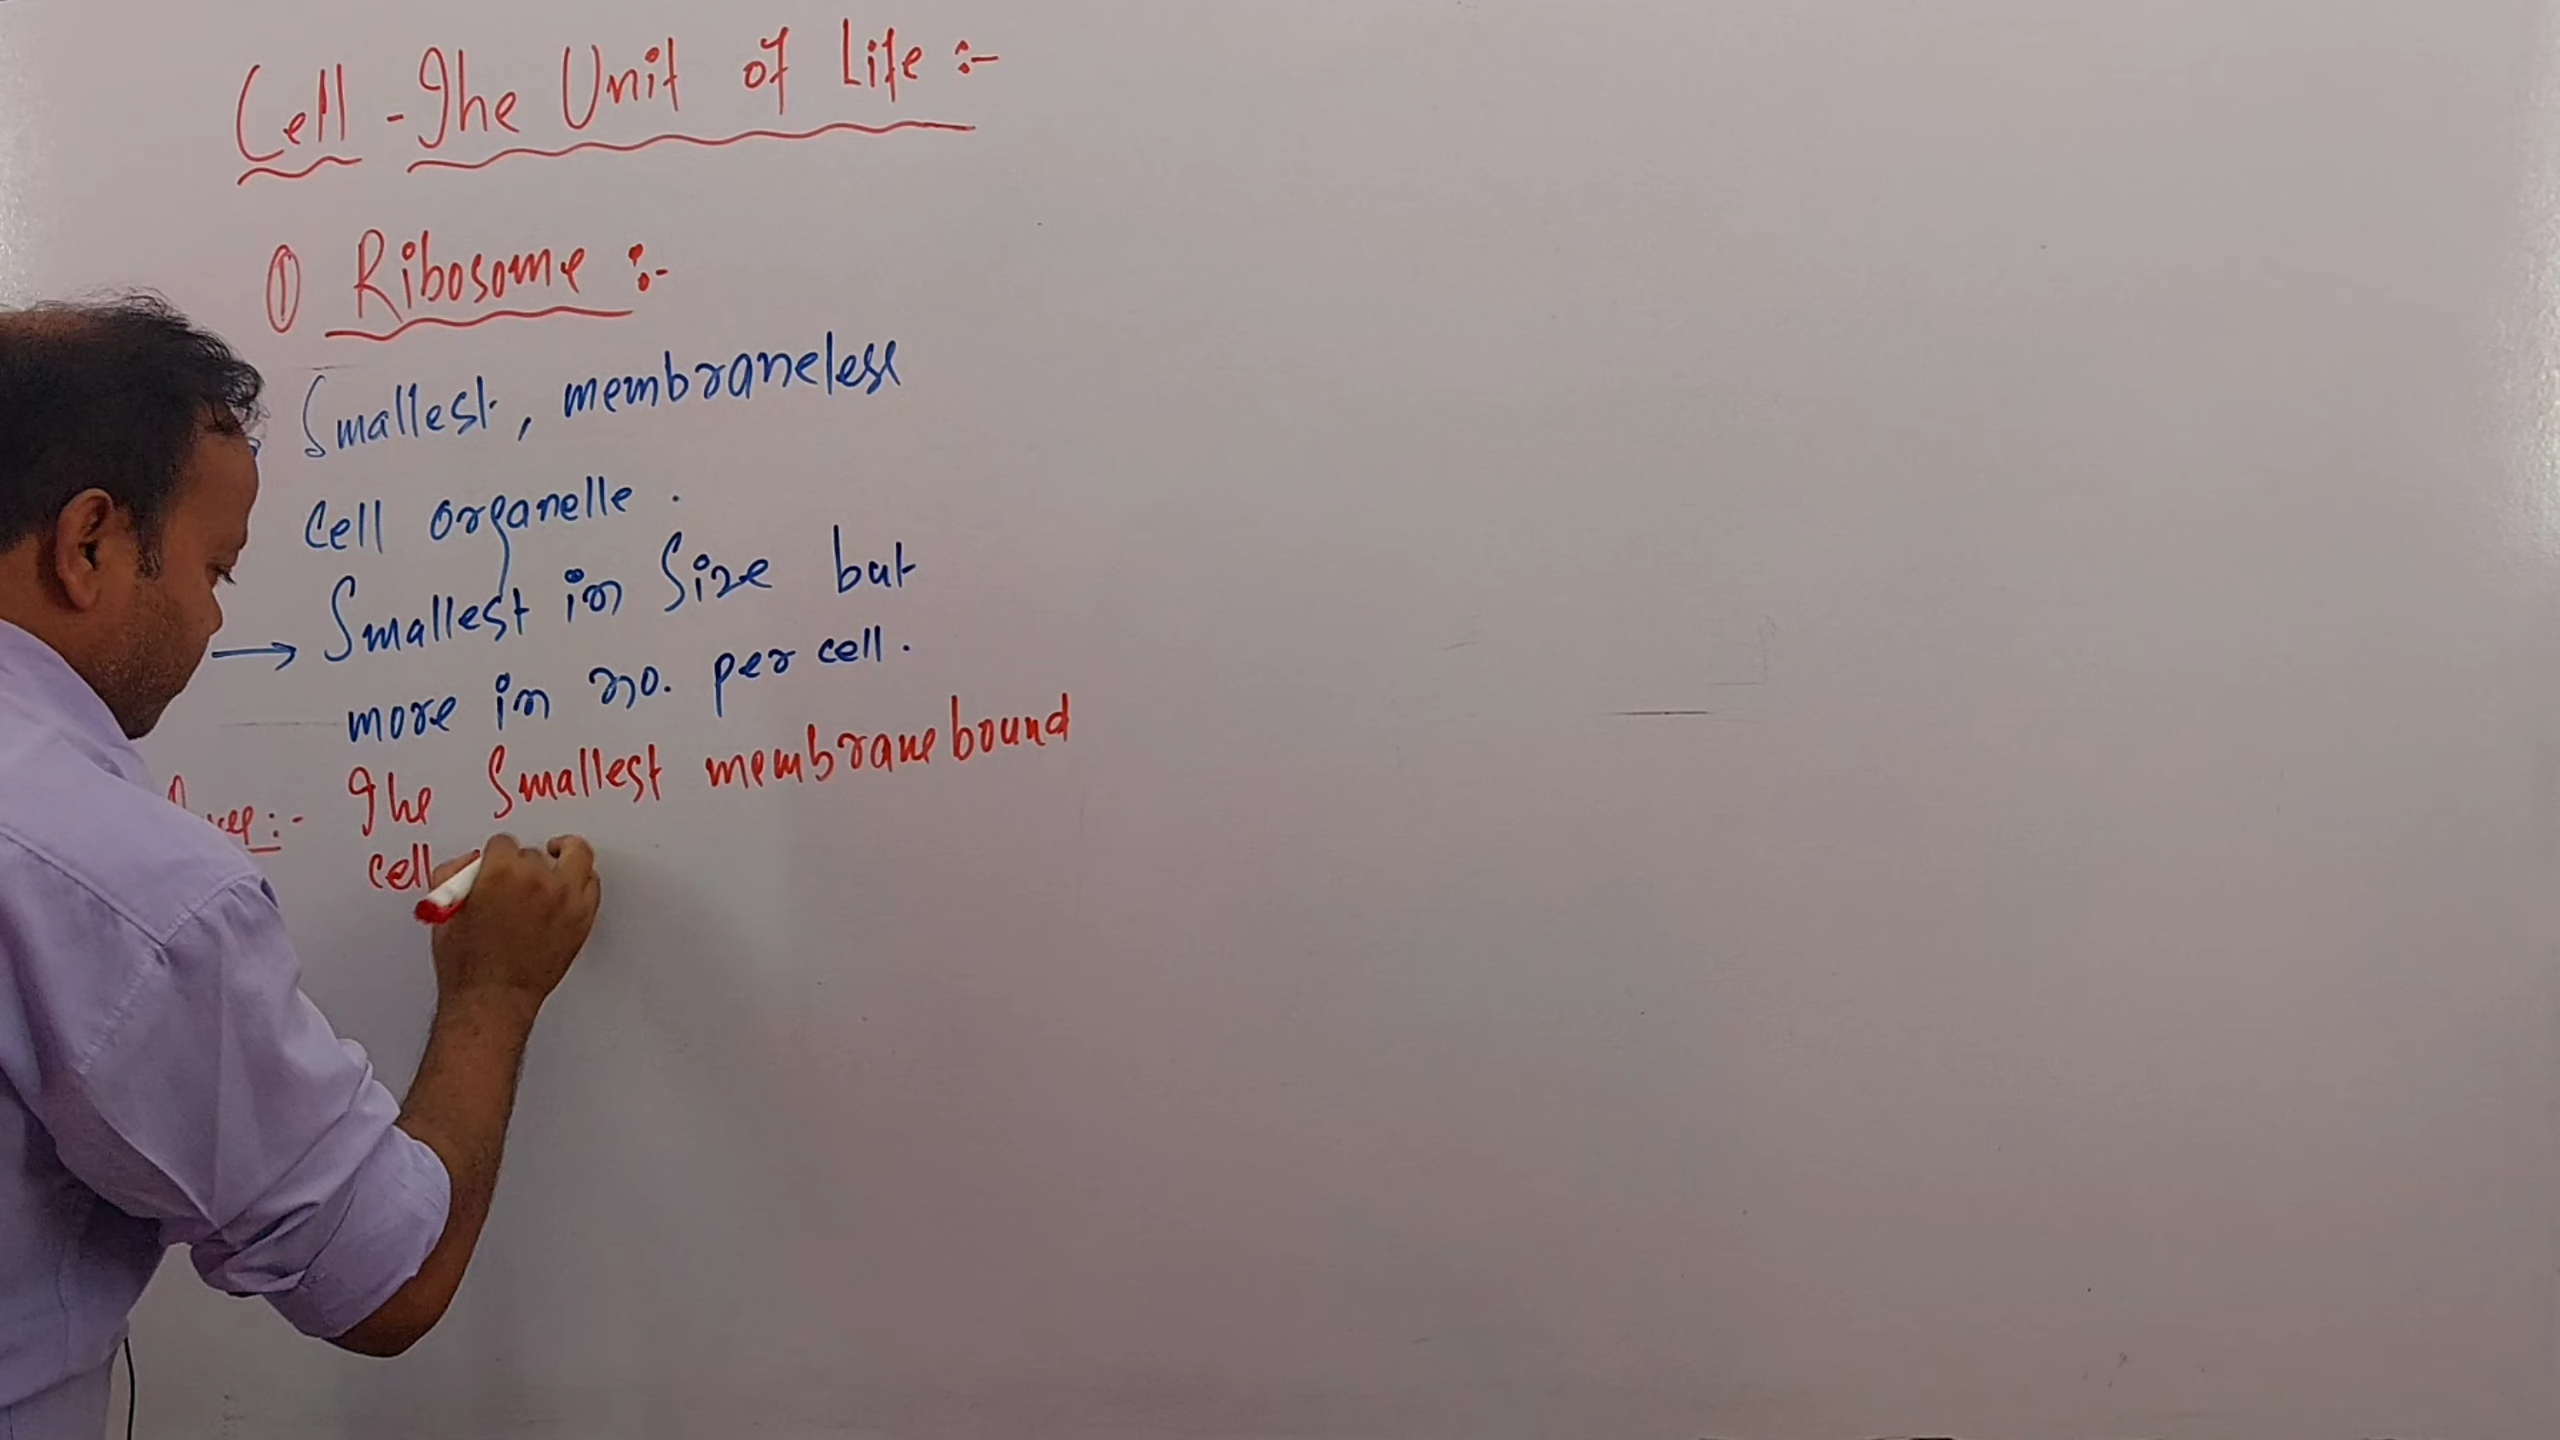 Cell - The Unit of Life :-
① Ribosome :-
Smallest, membraneless
Cell organelle .
→ Smallest in Size but
more in no. per cell .
:- The Smallest membrane bound
cell